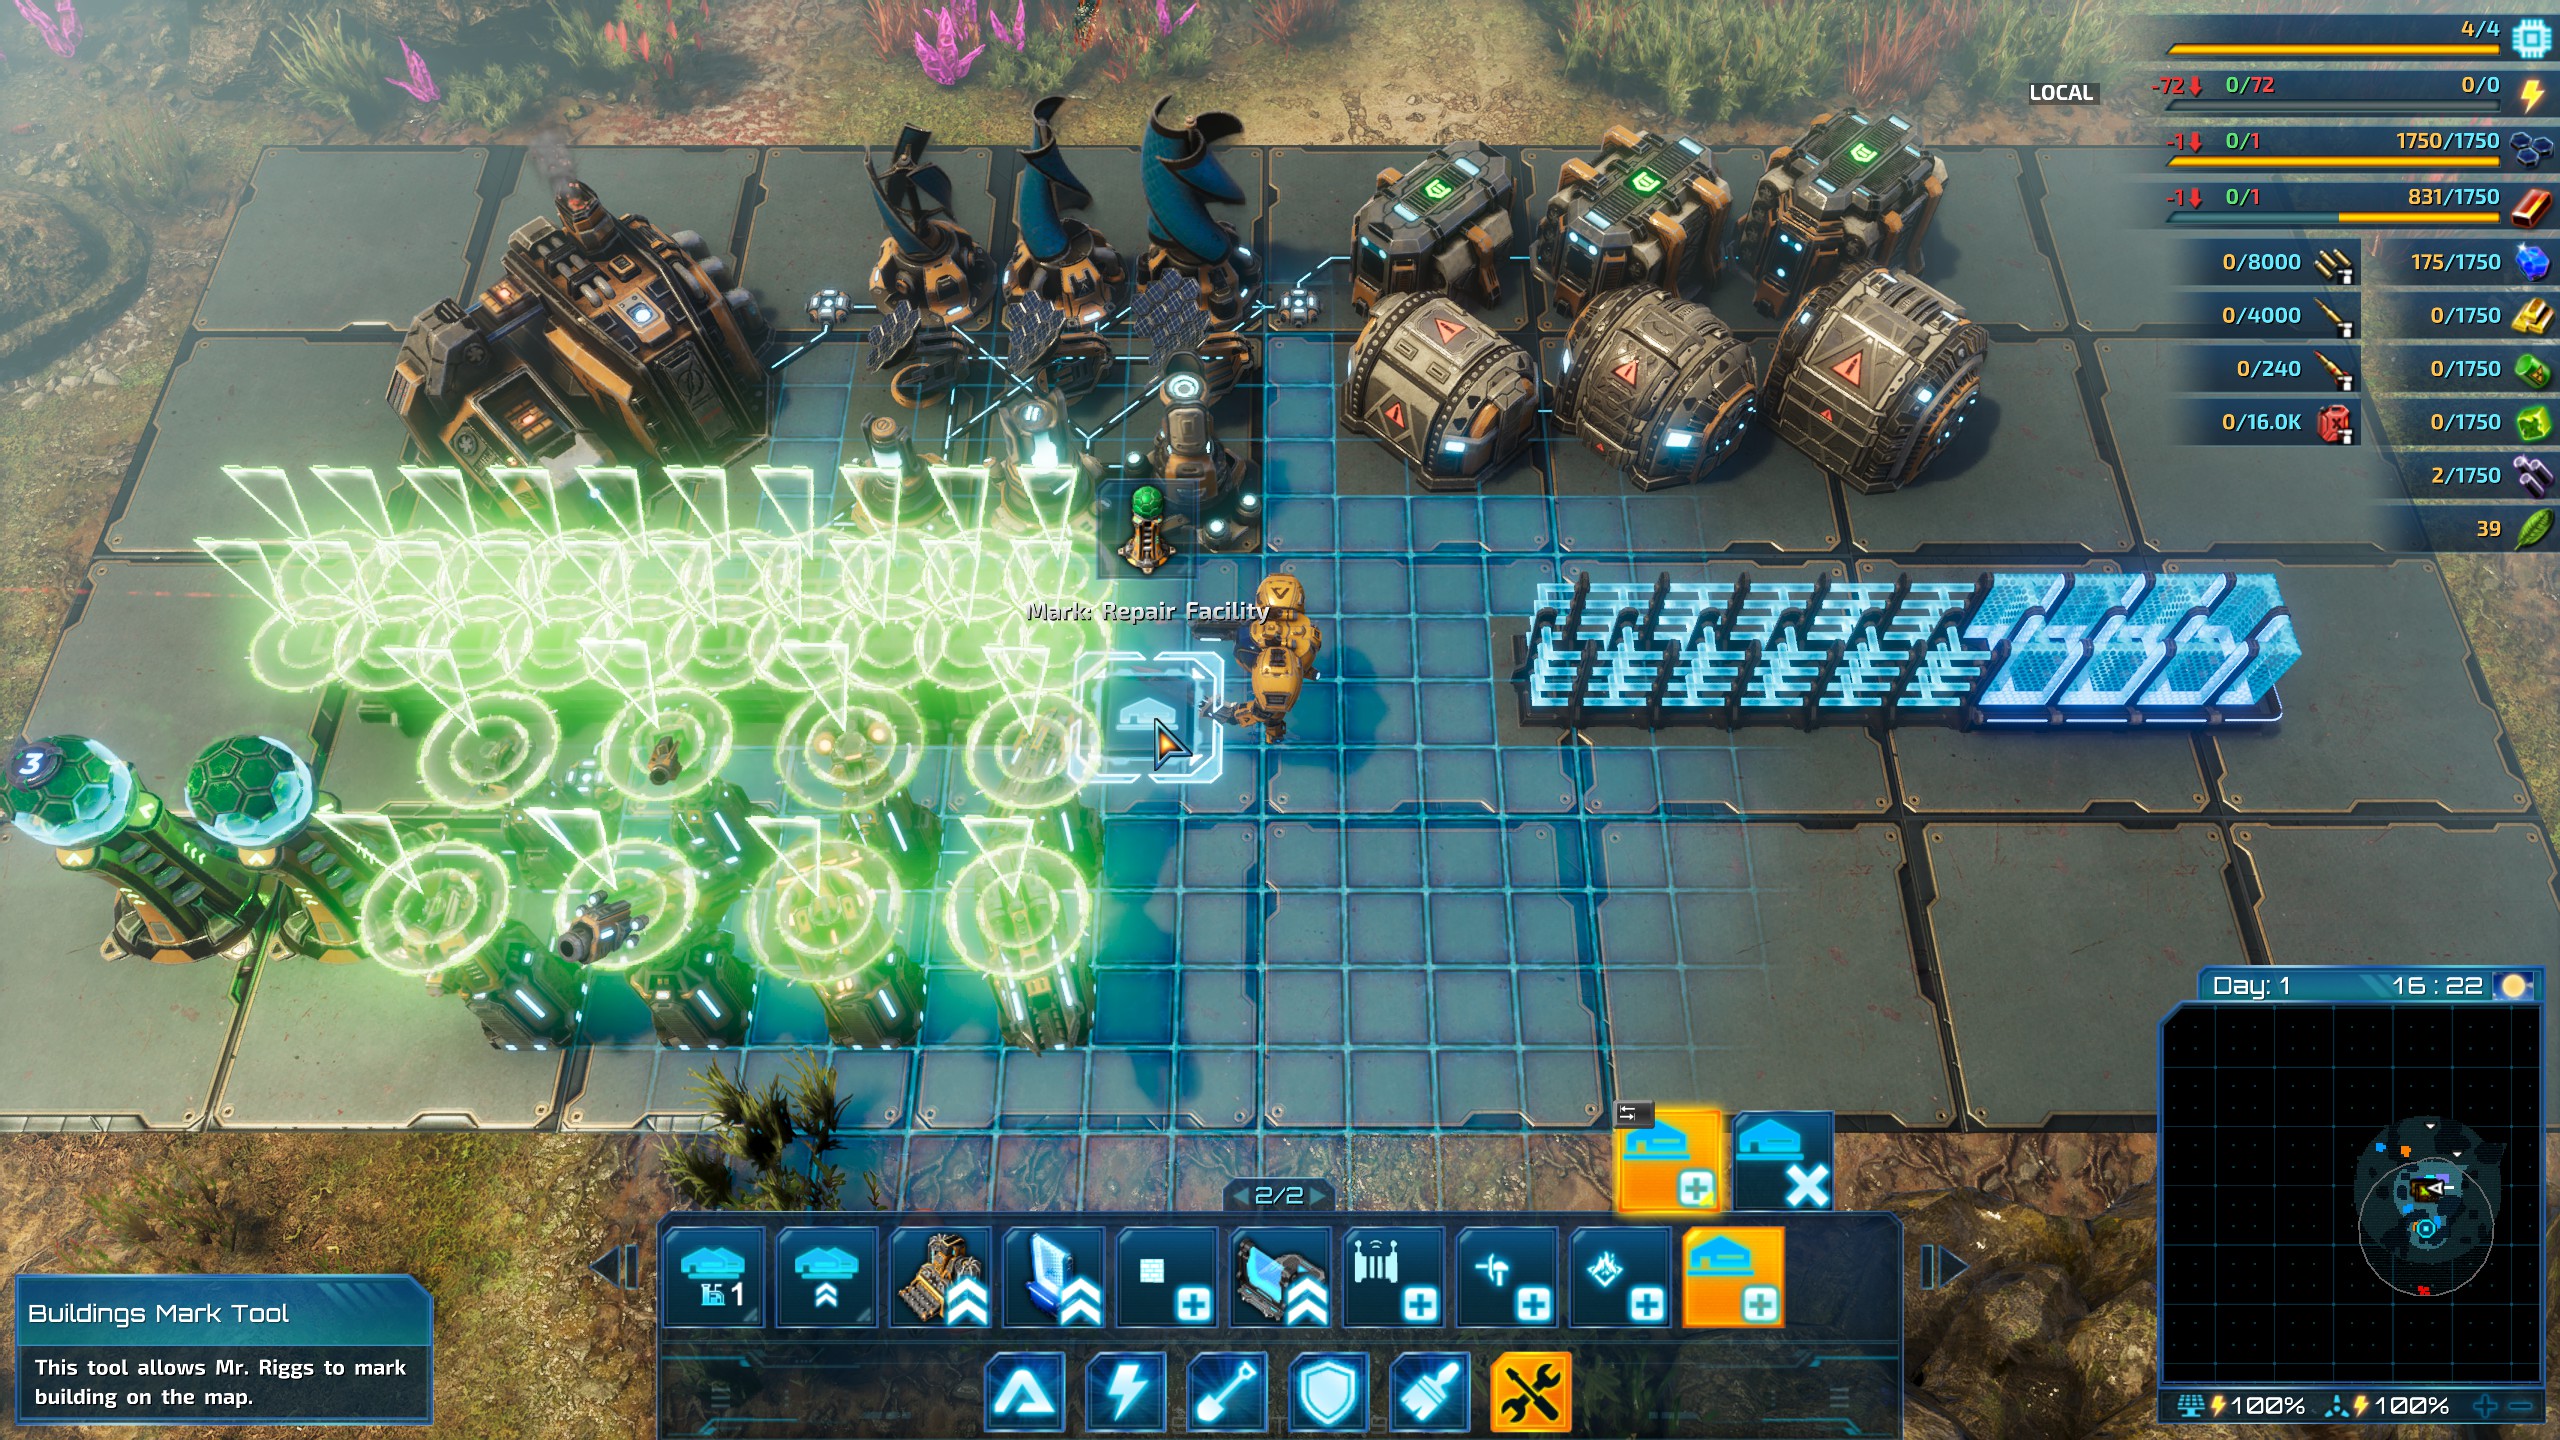 4/4
LOCAL
-72 0/72 0/0
-1 0/1 1750/1750
-1 0/1 831/1750
0/8000 175/1750
0/4000 0/1750
0/240 0/1750
0/16.0K 0/1750
2/1750
39
Mark: Repair Facility
3
Day: 1 16:22
2/2
1
Buildings Mark Tool
This tool allows Mr. Riggs to mark
building on the map.
100% 100%